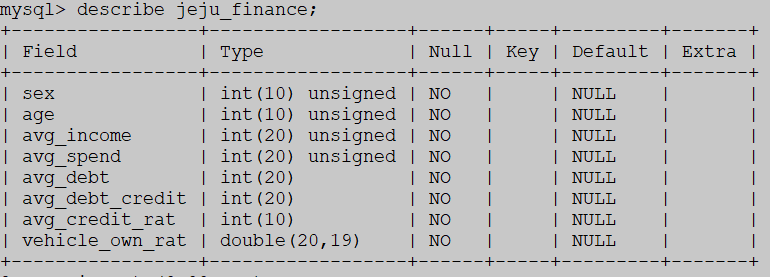 mysql> describe jeju_finance;
+-----------------+------------------+------+-----+---------+-------+
| Field           | Type             | Null | Key | Default | Extra |
+-----------------+------------------+------+-----+---------+-------+
| sex             | int(10) unsigned | NO   |     | NULL    |       |
| age             | int(10) unsigned | NO   |     | NULL    |       |
| avg_income      | int(20) unsigned | NO   |     | NULL    |       |
| avg_spend       | int(20) unsigned | NO   |     | NULL    |       |
| avg_debt        | int(20)          | NO   |     | NULL    |       |
| avg_debt_credit | int(20)          | NO   |     | NULL    |       |
| avg_credit_rat  | int(10)          | NO   |     | NULL    |       |
| vehicle_own_rat | double(20,19)    | NO   |     | NULL    |       |
+-----------------+------------------+------+-----+---------+-------+